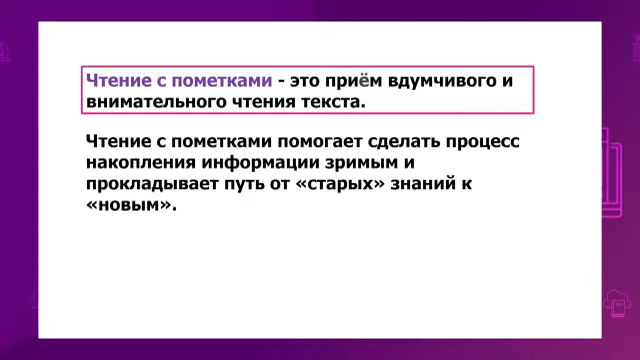 Чтение с пометками - это приём вдумчивого и
внимательного чтения текста.
Чтение с пометками помогает сделать процесс
накопления информации зримым и
прокладывает путь от «старых» знаний к
«новым».